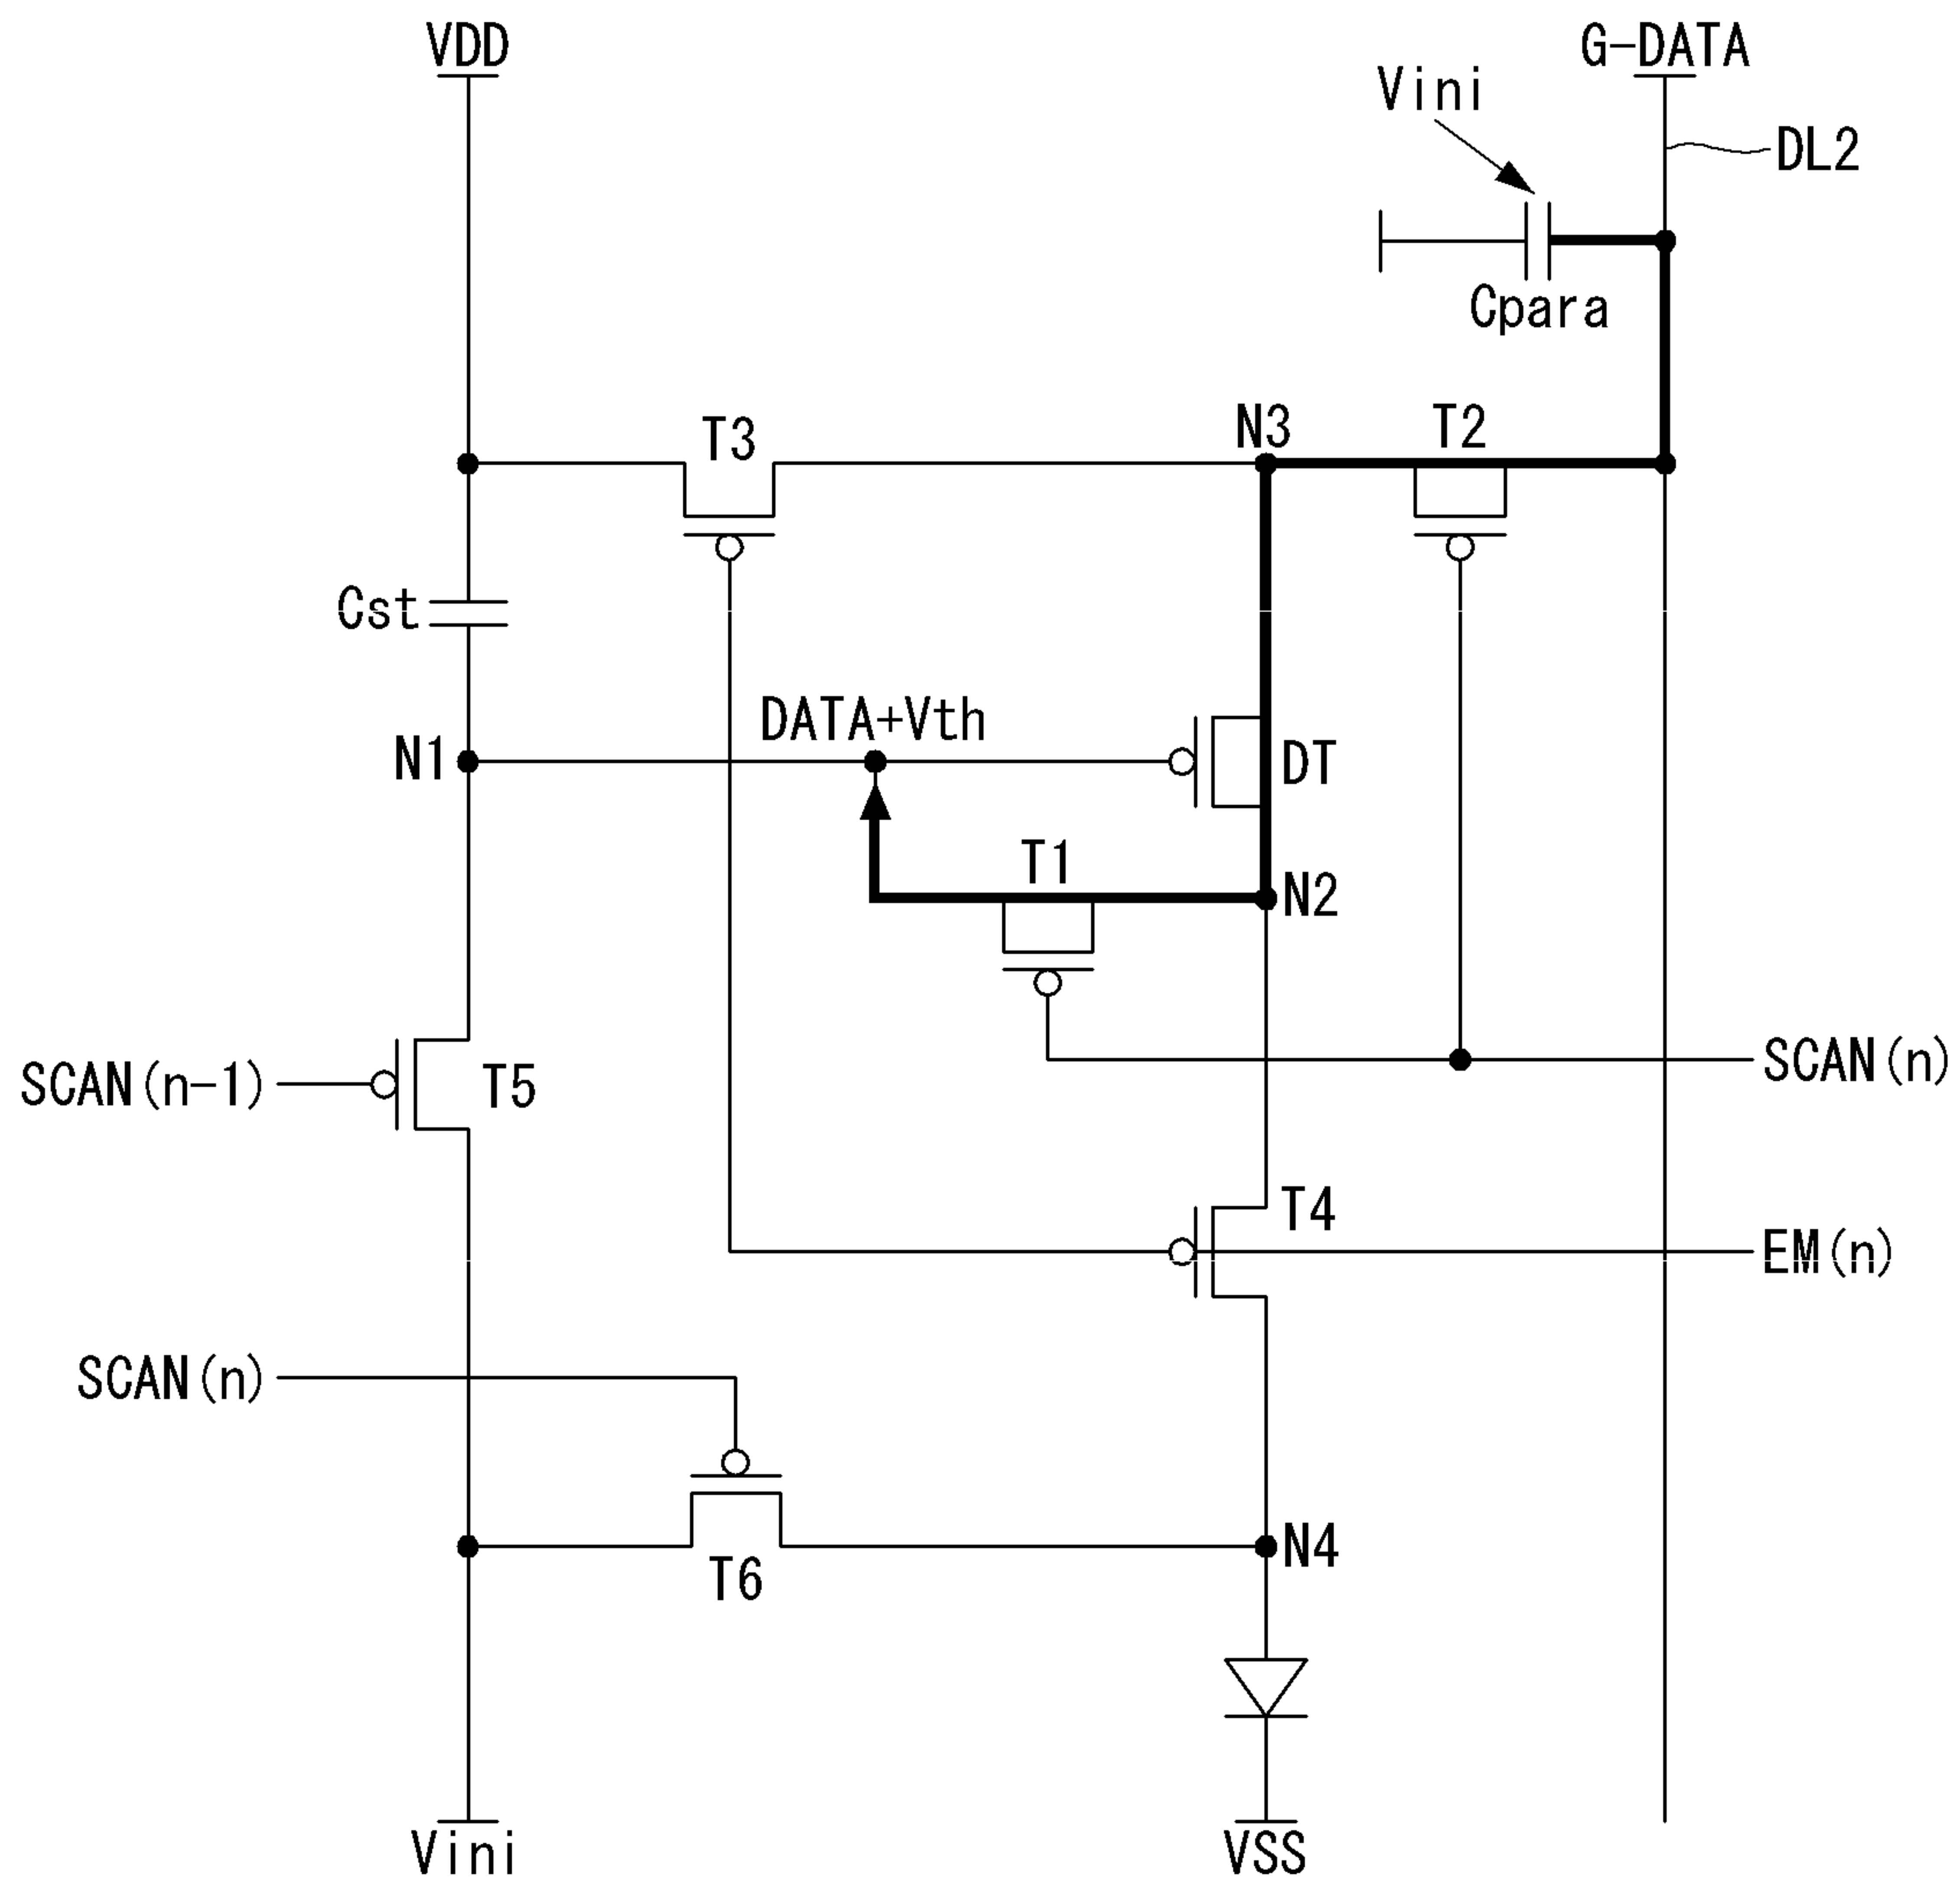 VDD
G-DATA
Vini
DL2
Cpara
T3
N3
T2
Cst
DATA+Vth
N1
DT
T1
N2
SCAN(n-1)
T5
SCAN(n)
T4
EM(n)
SCAN(n)
N4
T6
Vini
VSS